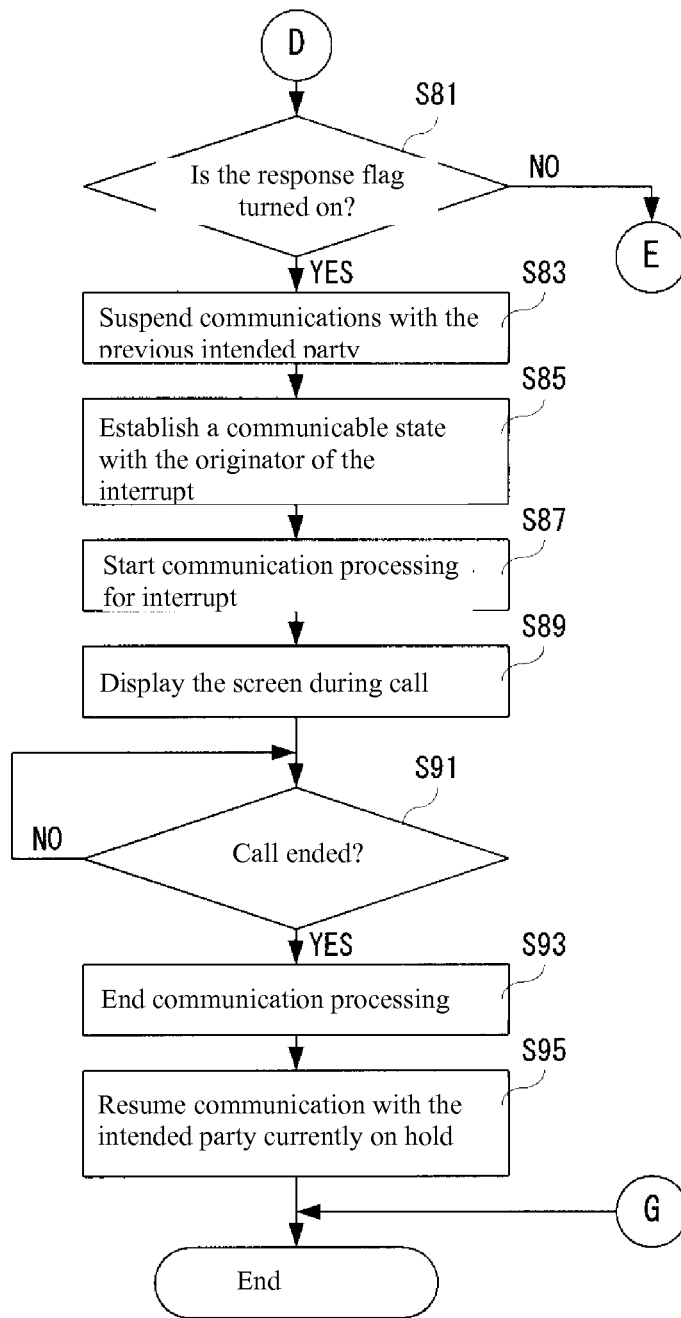 D
S81
Is the response flag
turned on?
NO
E
YES
S83
Suspend communications with the
previous intended party
S85
Establish a communicable state
with the originator of the
interrupt
S87
Start communication processing
for interrupt
S89
Display the screen during call
S91
Call ended?
NO
YES
S93
End communication processing
S95
Resume communication with the
intended party currently on hold
G
End